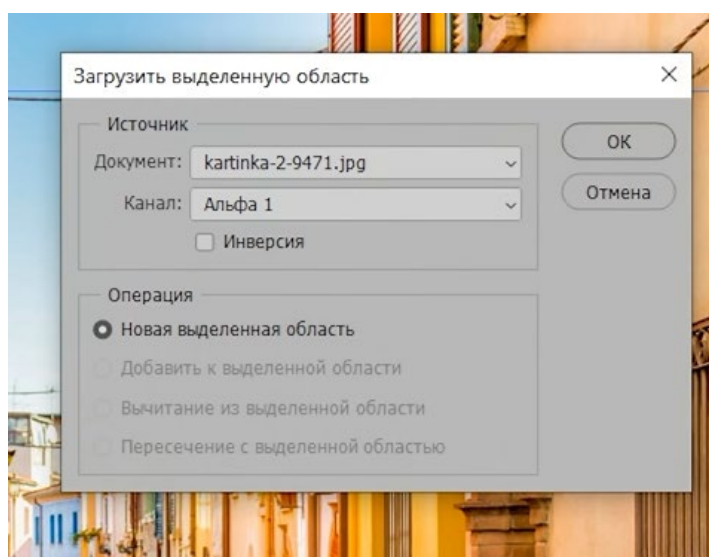 Загрузить выделенную область
Источник
Документ: kartinka-2-9471.jpg
Канал: Альфа 1
Инверсия
ОК
Отмена
Операция
Новая выделенная область
Добавить к выделенной области
Вычитание из выделенной области
Пересечение с выделенной областью